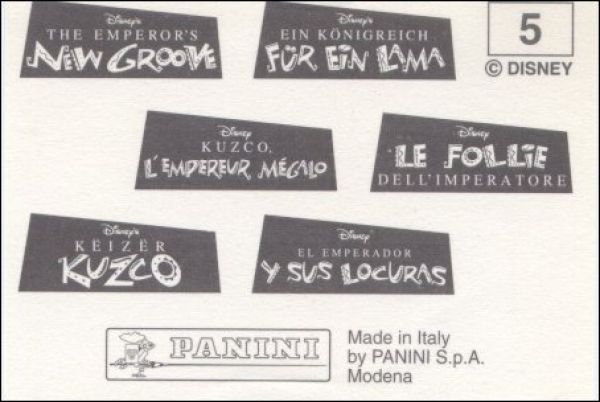 Disney's
THE EMPEROR'S
NEW GROOVE
Disney's
EIN KÖNIGREICH
FÜR EIN LAMA
5
© DISNEY
Disney
KUZCO,
L'EMPEREUR MÉGALO
Disney
LE FOLLIE
DELL'IMPERATORE
Disney's
KEIZER
KUZCO
Disney
EL EMPERADOR
Y SUS LOCURAS
PANINI
Made in Italy
by PANINI S.p.A.
Modena